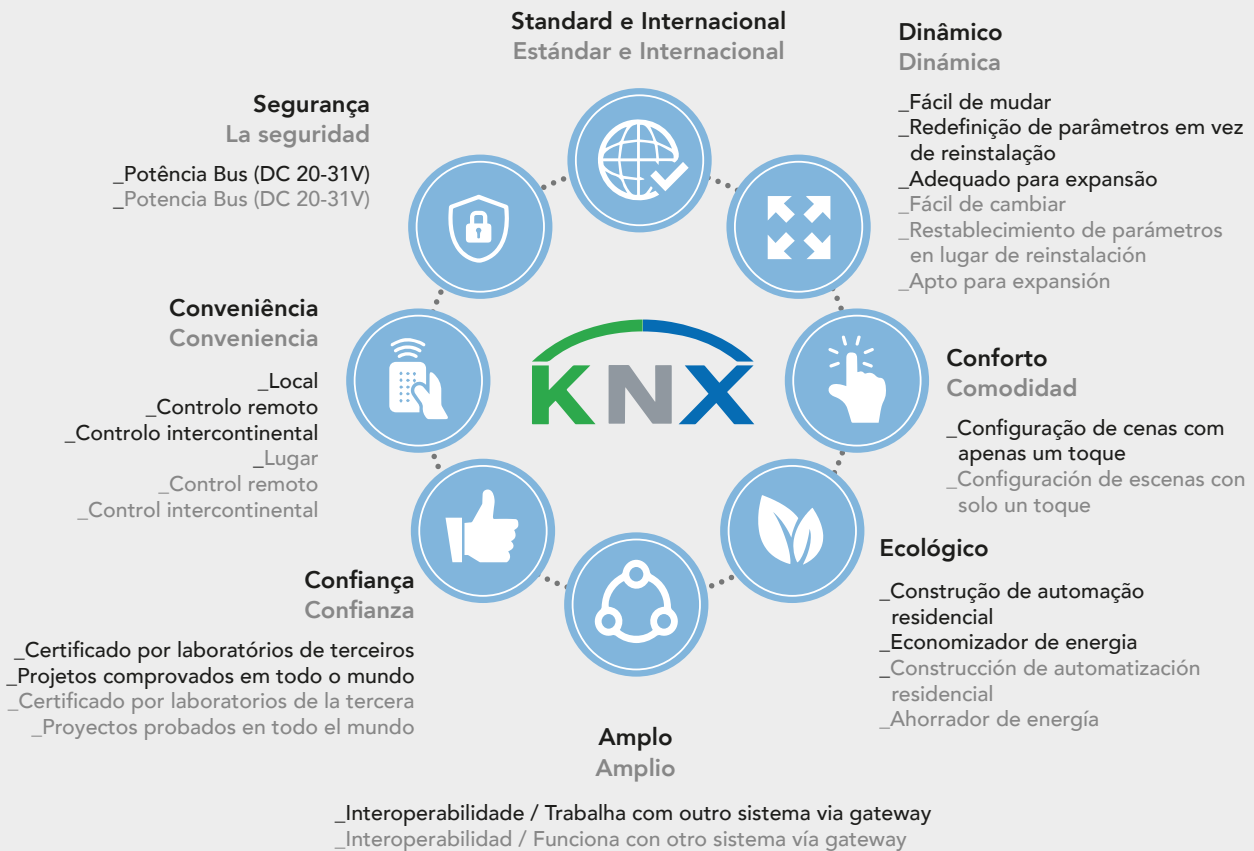 Standard e Internacional
Estándar e Internacional
Dinâmico
Dinámica
_Fácil de mudar
_Redefinição de parâmetros em vez
de reinstalação
_Adequado para expansão
_Fácil de cambiar
_Restablecimiento de parámetros
en lugar de reinstalación
_Apto para expansión
Segurança
La seguridad
_Potência Bus (DC 20-31V)
_Potencia Bus (DC 20-31V)
Conveniência
Conveniencia
_Local
_Controlo remoto
_Controlo intercontinental
_Lugar
_Control remoto
_Control intercontinental
KNX
Conforto
Comodidad
_Configuração de cenas com
apenas um toque
_Configuración de escenas con
solo un toque
Ecológico
_Construção de automação
residencial
_Economizador de energia
_Construcción de automatización
residencial
_Ahorrador de energía
Confiança
Confianza
_Certificado por laboratórios de terceiros
_Projetos comprovados em todo o mundo
_Certificado por laboratorios de la tercera
_Proyectos probados en todo el mundo
Amplo
Amplio
_Interoperabilidade / Trabalha com outro sistema via gateway
_Interoperabilidad / Funciona con otro sistema vía gateway